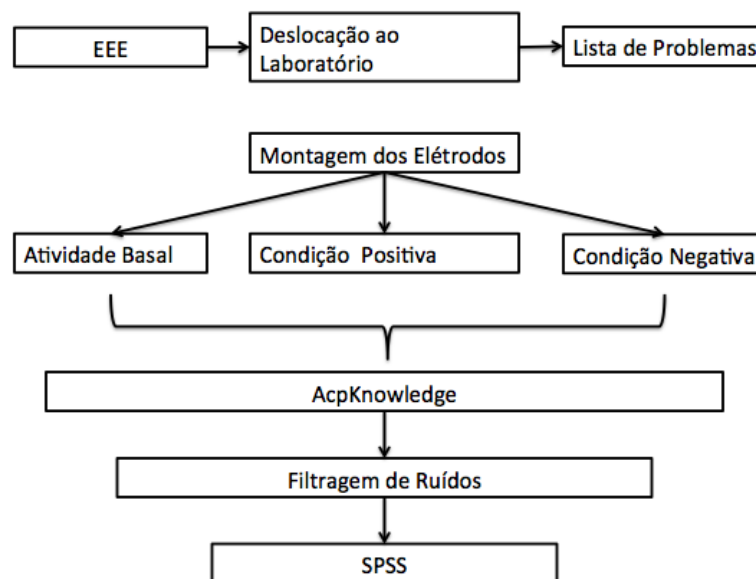 EEE
Deslocação ao
Laboratório
Lista de Problemas
Montagem dos Elétrodos
Atividade Basal
Condição Positiva
Condição Negativa
AcpKnowledge
Filtragem de Ruídos
SPSS